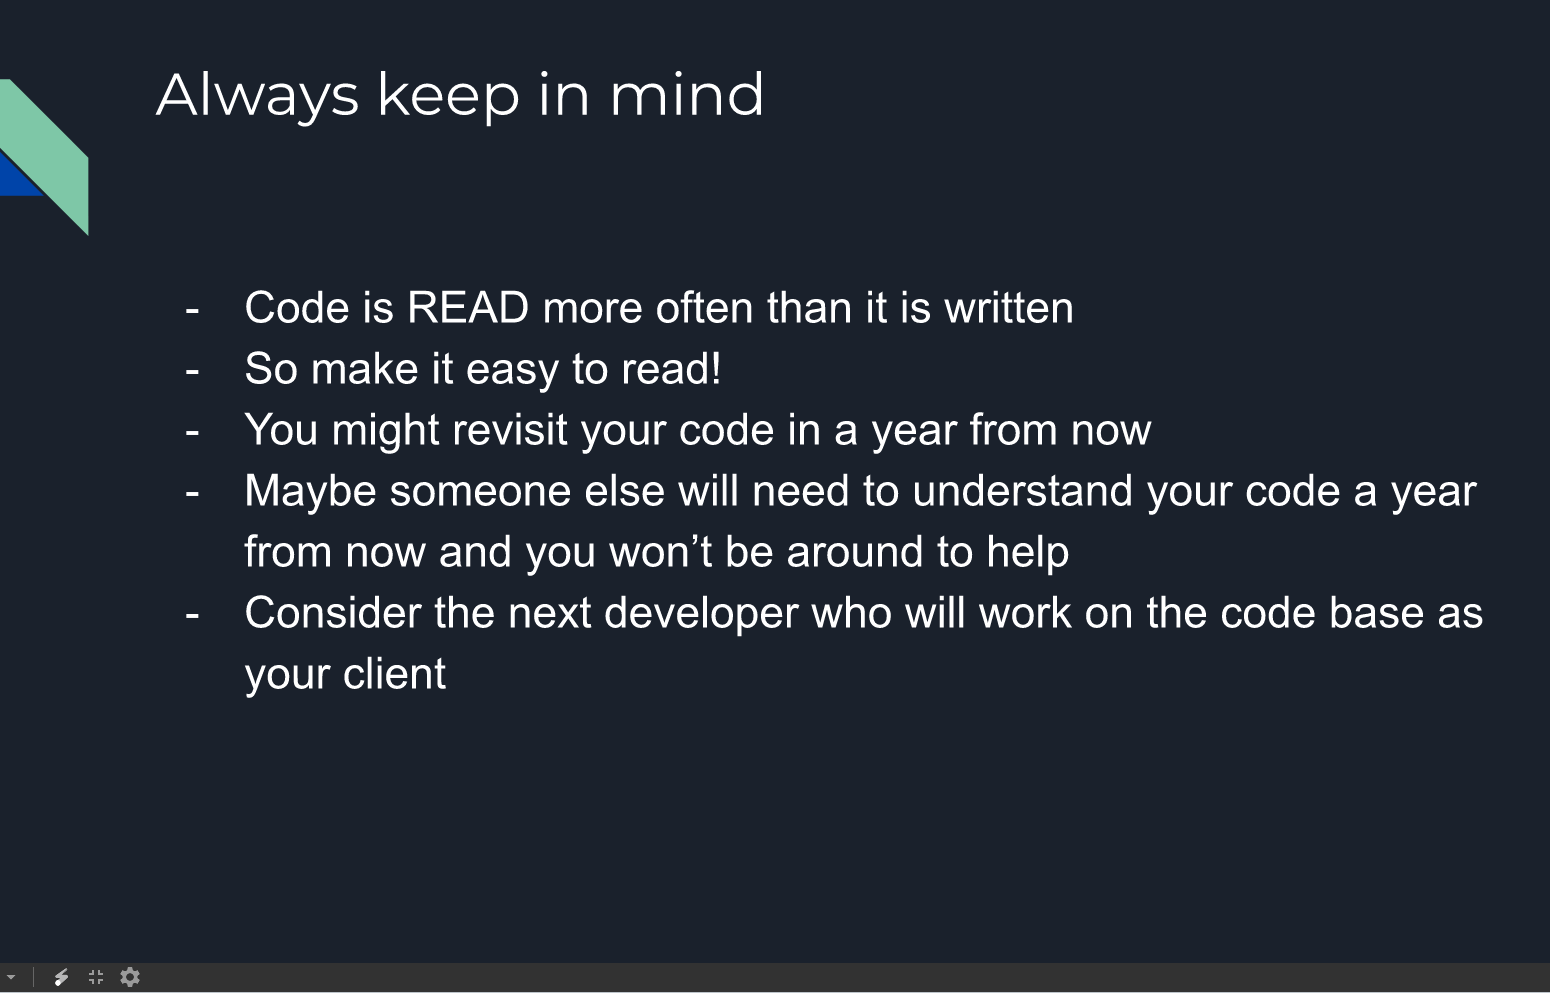 Always keep in mind
- Code is READ more often than it is written
- So make it easy to read!
- You might revisit your code in a year from now
- Maybe someone else will need to understand your code a year
from now and you won’t be around to help
- Consider the next developer who will work on the code base as
your client